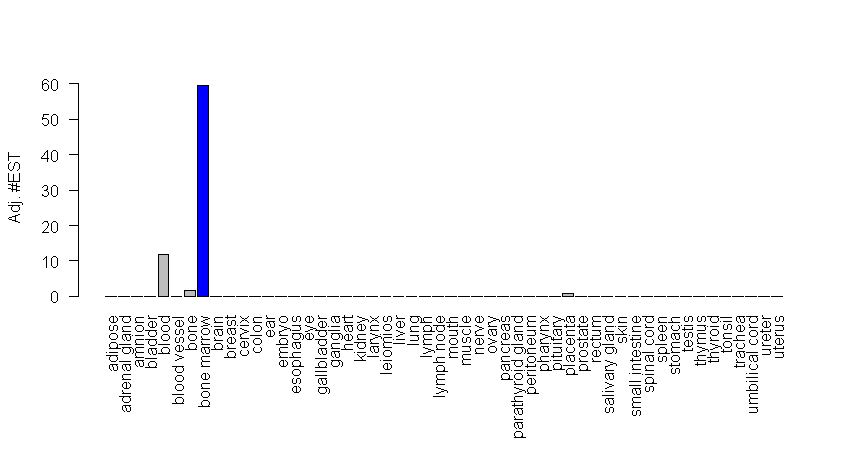 Adj. #EST
60
50
40
30
20
10
0
adipose
adrenal gland
amnion
bladder
blood
blood vessel
bone
bone marrow
brain
breast
cervix
colon
ear
embryo
esophagus
eye
gallbladder
ganglia
heart
kidney
larynx
leiomios
liver
lung
lymph
lymph node
mouth
muscle
nerve
ovary
pancreas
parathyroid gland
peritoneum
pharynx
pituitary
placenta
prostate
rectum
salivary gland
skin
small intestine
spinal cord
spleen
stomach
testis
thymus
thyroid
tonsil
trachea
umbilical cord
ureter
uterus